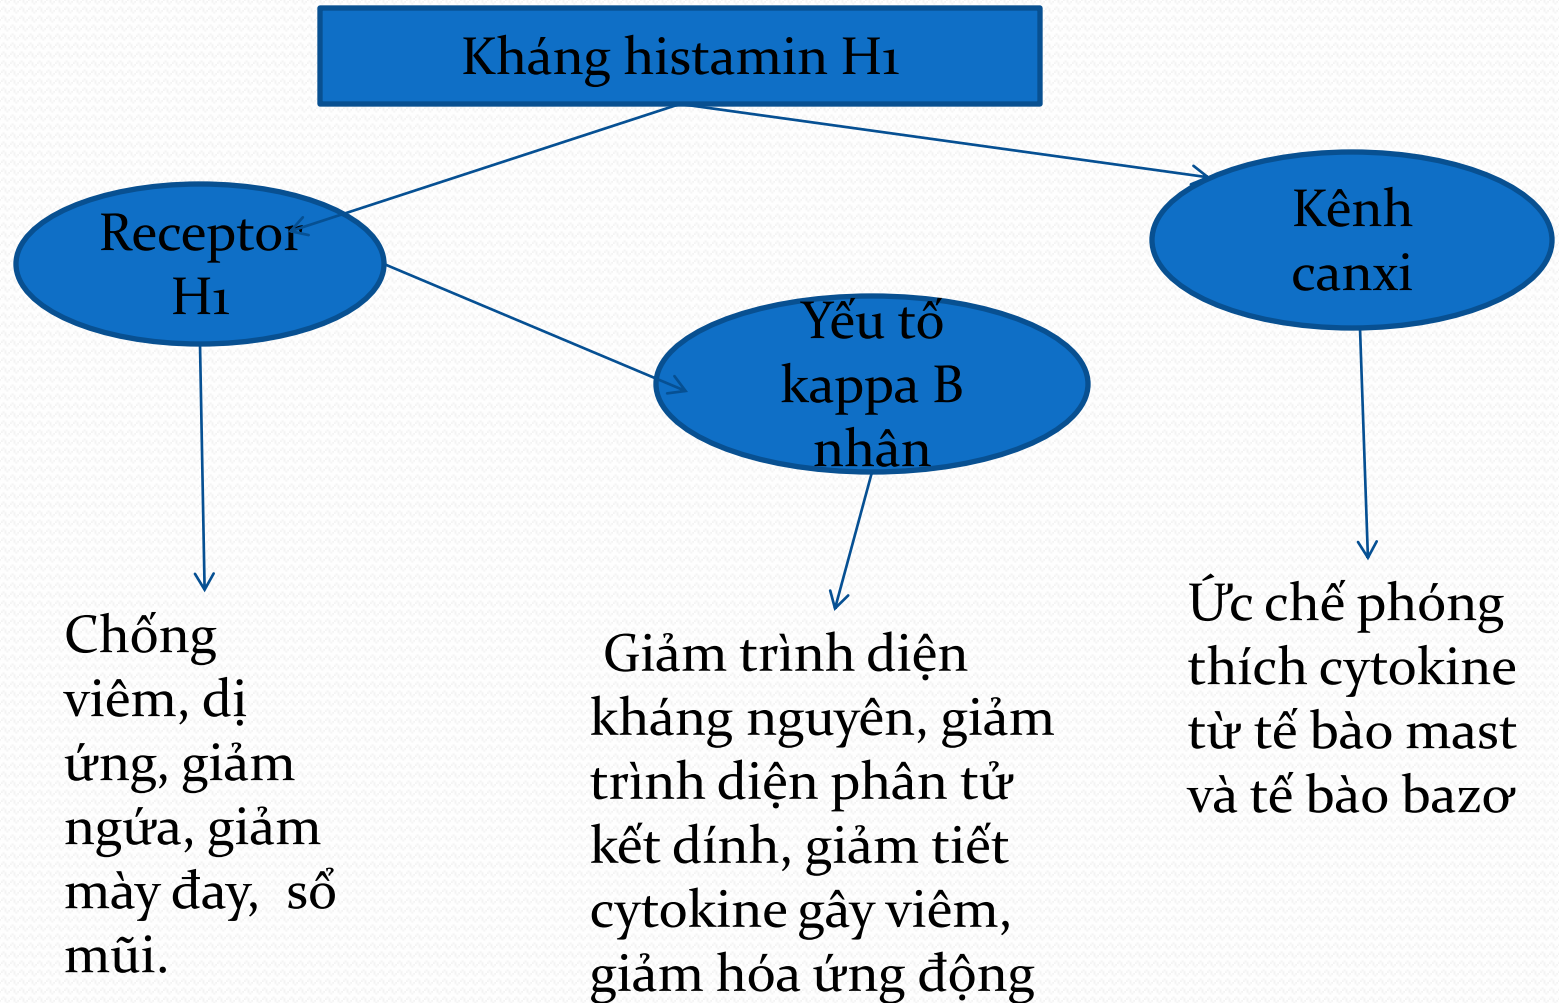 Kháng histamin H1
Receptor
H1
Kênh
canxi
Yếu tố
kappa B
nhân
Chống
viêm, dị
ứng, giảm
ngứa, giảm
mày đay, sổ
mũi.
Giảm trình diện
kháng nguyên, giảm
trình diện phân tử
kết dính, giảm tiết
cytokine gây viêm,
giảm hóa ứng động
Ức chế phóng
thích cytokine
từ tế bào mast
và tế bào bazơ